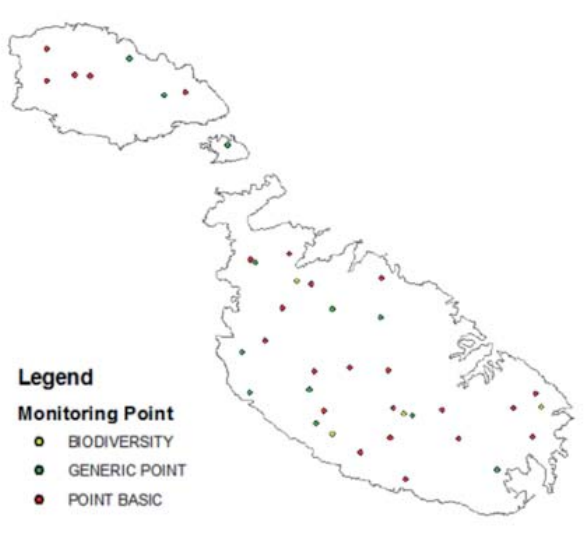 Legend
Monitoring Point
BIODIVERSITY
GENERIC POINT
POINT BASIC